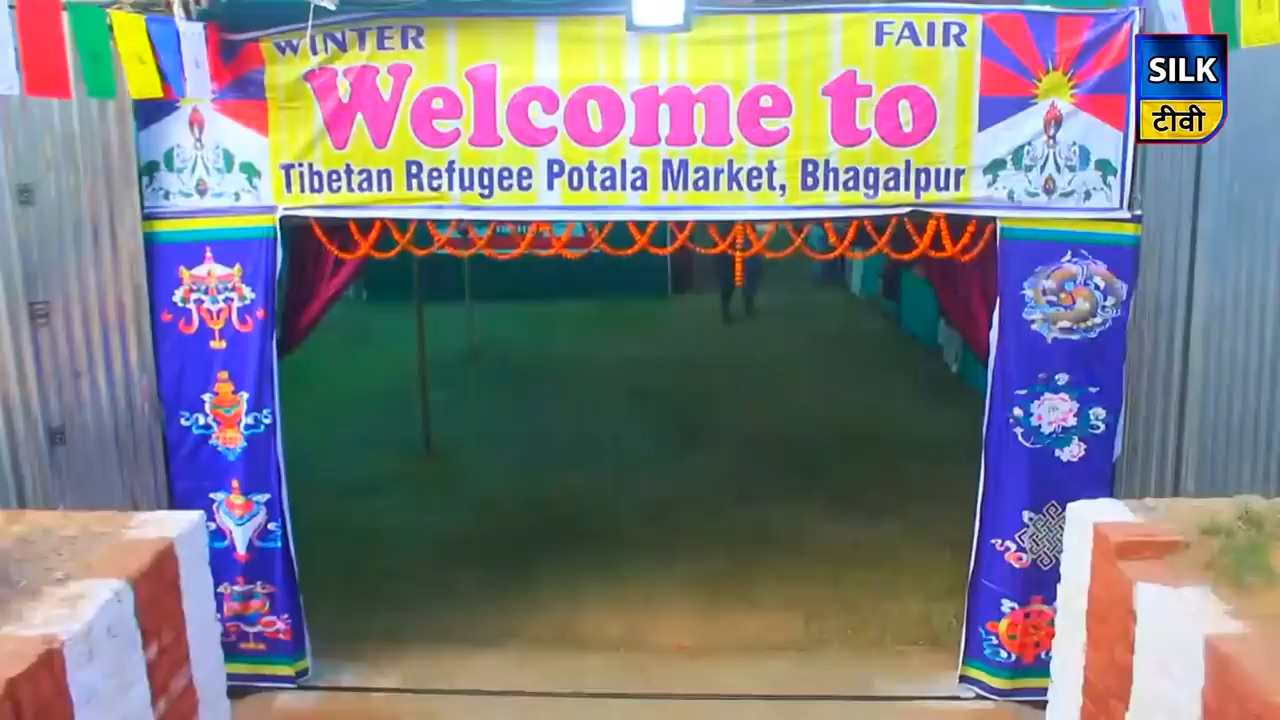 WINTER FAIR
Welcome to
Tibetan Refugee Potala Market, Bhagalpur
SILK
टीवी